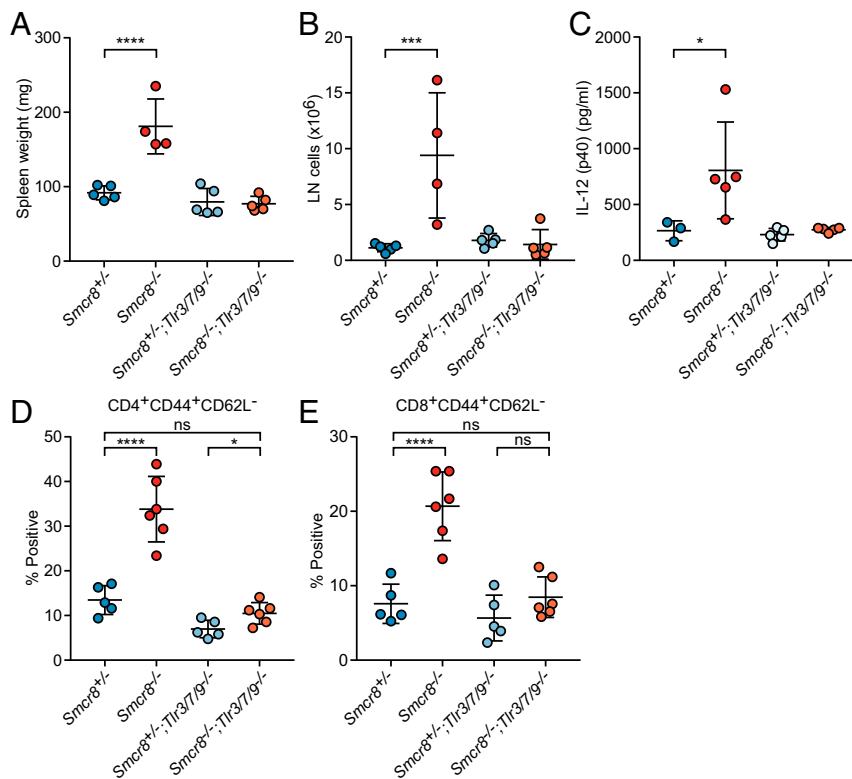 A
Spleen weight (mg)
300
200
100
0
****
Smcr8+/-
Smcr8-/-
Smcr8+/-;Tlr3/7/9-/-
Smcr8-/-;Tlr3/7/9-/-
B
LN cells (x10⁶)
20
15
10
5
0
***
Smcr8+/-
Smcr8-/-
Smcr8+/-;Tlr3/7/9-/-
Smcr8-/-;Tlr3/7/9-/-
C
IL-12 (p40) (pg/ml)
2000
1500
1000
500
0
*
Smcr8+/-
Smcr8-/-
Smcr8+/-;Tlr3/7/9-/-
Smcr8-/-;Tlr3/7/9-/-
D
CD4+CD44+CD62L-
% Positive
50
40
30
20
10
0
ns
****
*
Smcr8+/-
Smcr8-/-
Smcr8+/-;Tlr3/7/9-/-
Smcr8-/-;Tlr3/7/9-/-
E
CD8+CD44+CD62L-
% Positive
30
20
10
0
ns
****
ns
Smcr8+/-
Smcr8-/-
Smcr8+/-;Tlr3/7/9-/-
Smcr8-/-;Tlr3/7/9-/-